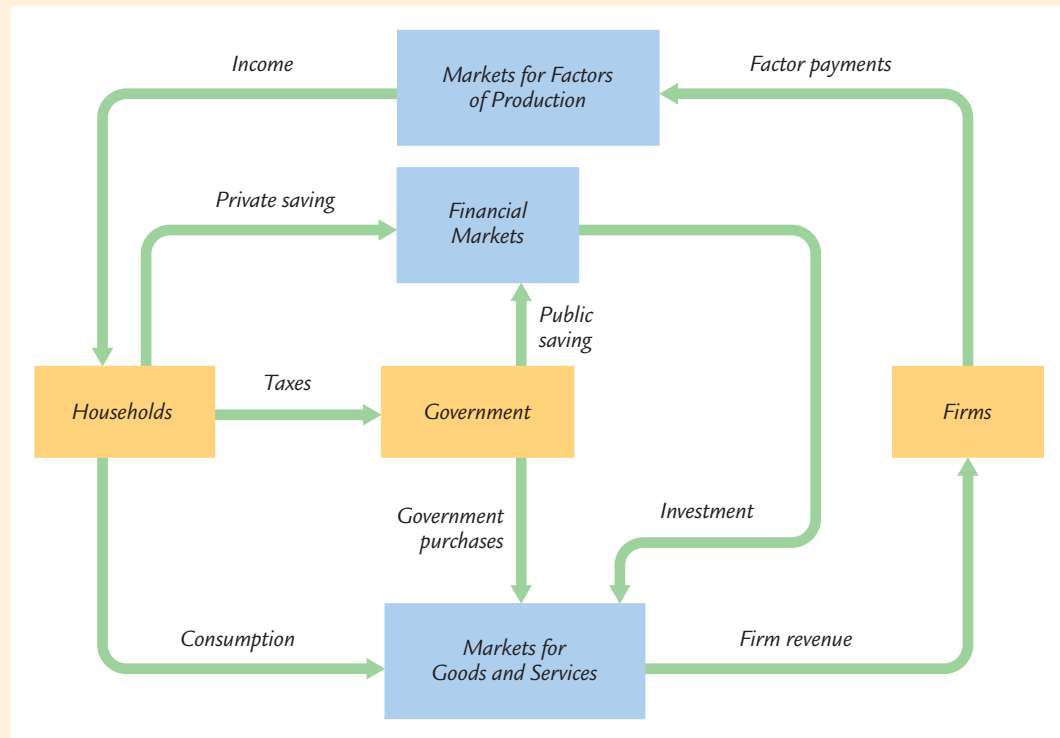 Income
Markets for Factors
of Production
Factor payments
Private saving
Financial
Markets
Public
saving
Households
Taxes
Government
Firms
Government
purchases
Investment
Consumption
Markets for
Goods and Services
Firm revenue